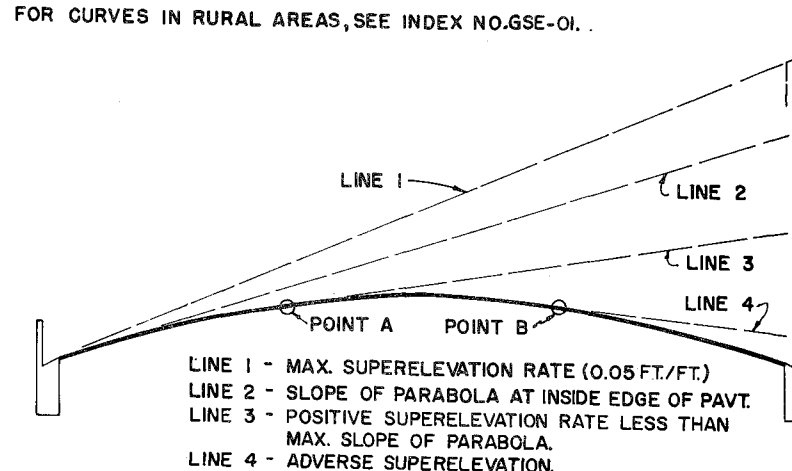 FOR CURVES IN RURAL AREAS, SEE INDEX NO.GSE-01.
LINE 1
LINE 2
LINE 3
LINE 4
POINT A
POINT B
LINE 1 - MAX. SUPERELEVATION RATE (0.05 FT./FT.)
LINE 2 - SLOPE OF PARABOLA AT INSIDE EDGE OF PAVT.
LINE 3 - POSITIVE SUPERELEVATION RATE LESS THAN
MAX. SLOPE OF PARABOLA.
LINE 4 - ADVERSE SUPERELEVATION.